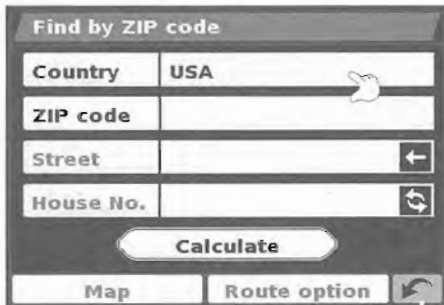 Find by ZIP code
Country USA
ZIP code
Street
House No.
Calculate
Map Route option